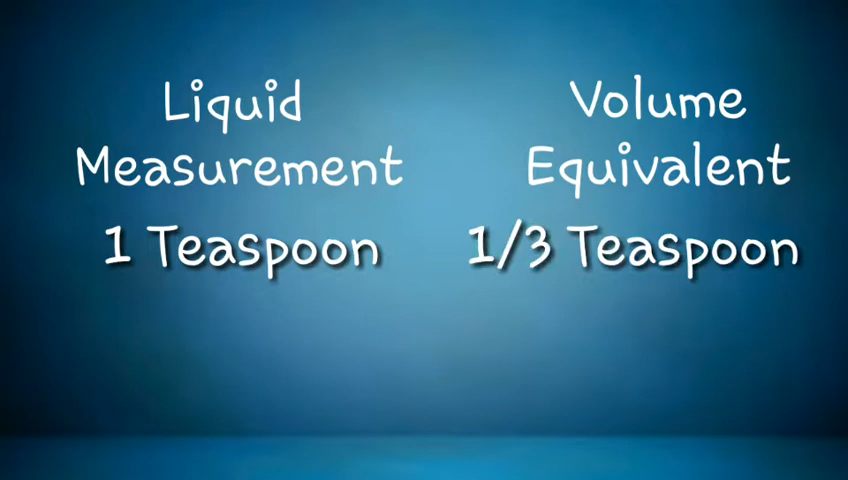 Liquid Measurement
Volume Equivalent
1 Teaspoon
1/3 Teaspoon